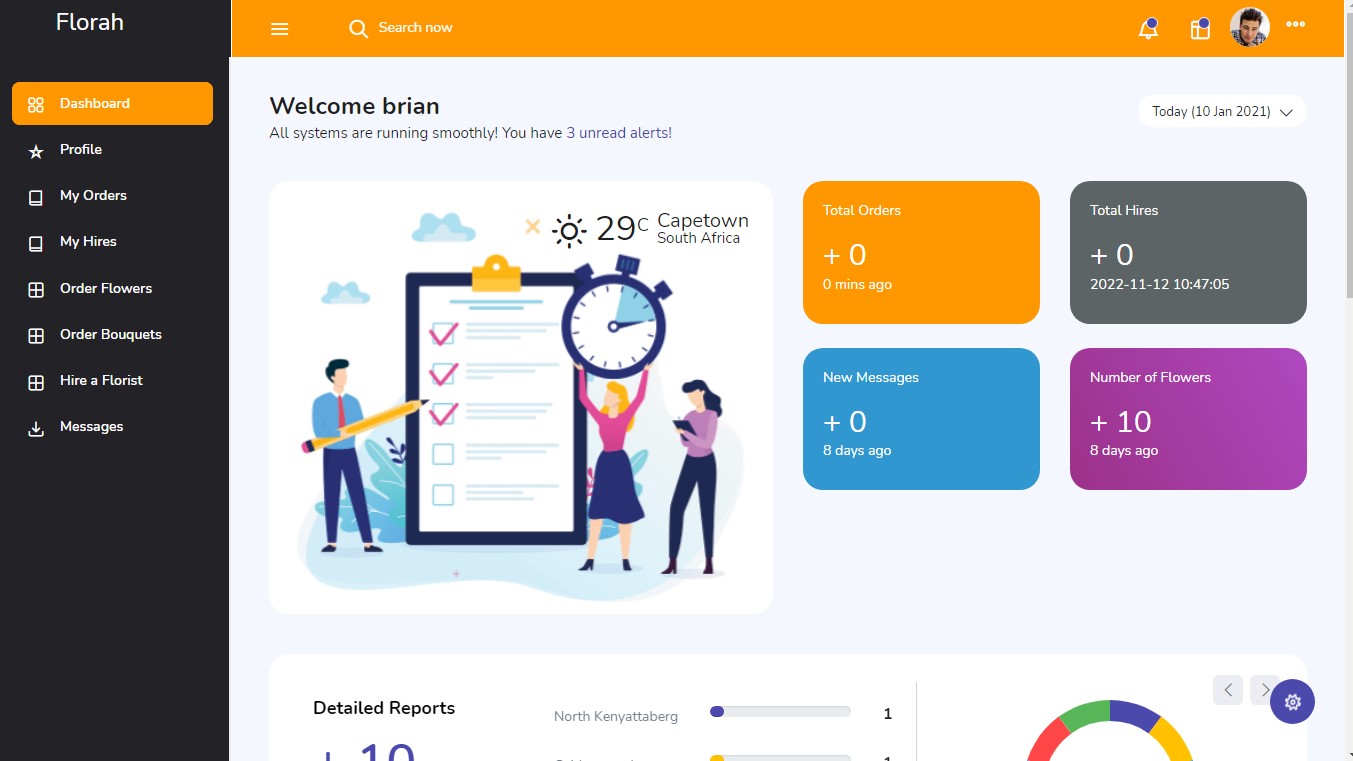 Florah
Search now
Dashboard
Profile
My Orders
My Hires
Order Flowers
Order Bouquets
Hire a Florist
Messages
Welcome brian
All systems are running smoothly! You have 3 unread alerts!
Today (10 Jan 2021)
29C
Capetown
South Africa
Total Orders
+ 0
0 mins ago
Total Hires
+ 0
2022-11-12 10:47:05
New Messages
+ 0
8 days ago
Number of Flowers
+ 10
8 days ago
Detailed Reports
+ 10
North Kenyattaberg
1
1